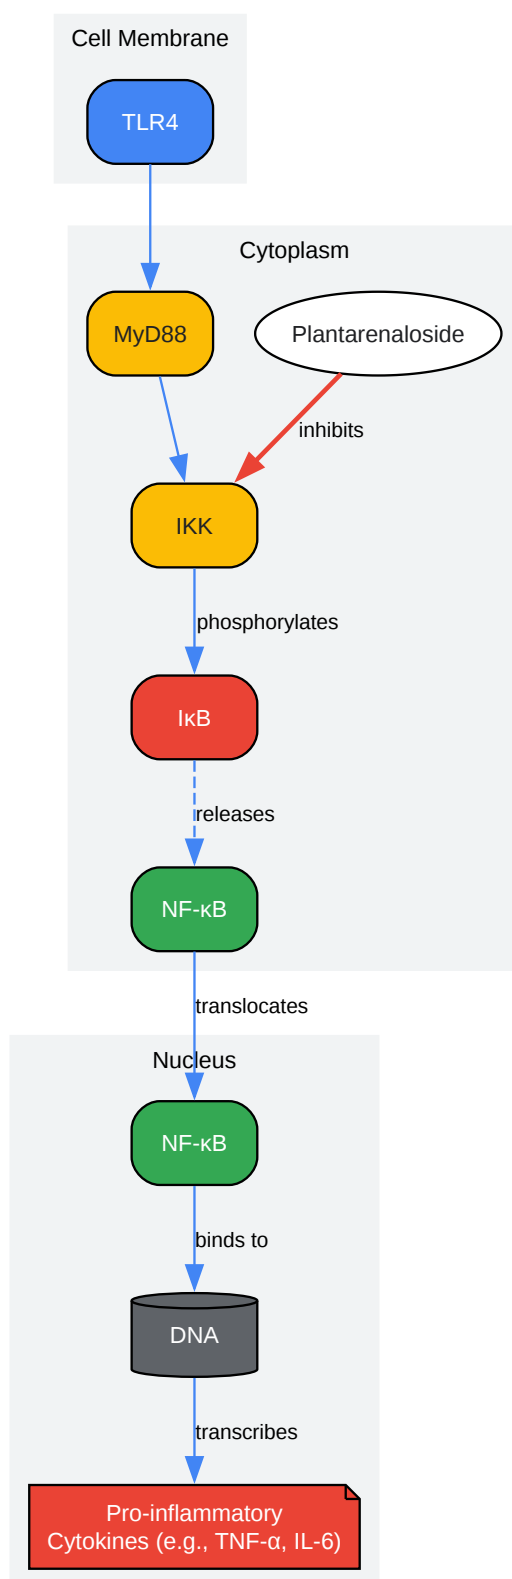 Cell Membrane
TLR4
Cytoplasm
MyD88
Plantarenaloside
inhibits
IKK
phosphorylates
IκB
releases
NF-κB
translocates
Nucleus
NF-κB
binds to
DNA
transcribes
Pro-inflammatory
Cytokines (e.g., TNF-α, IL-6)